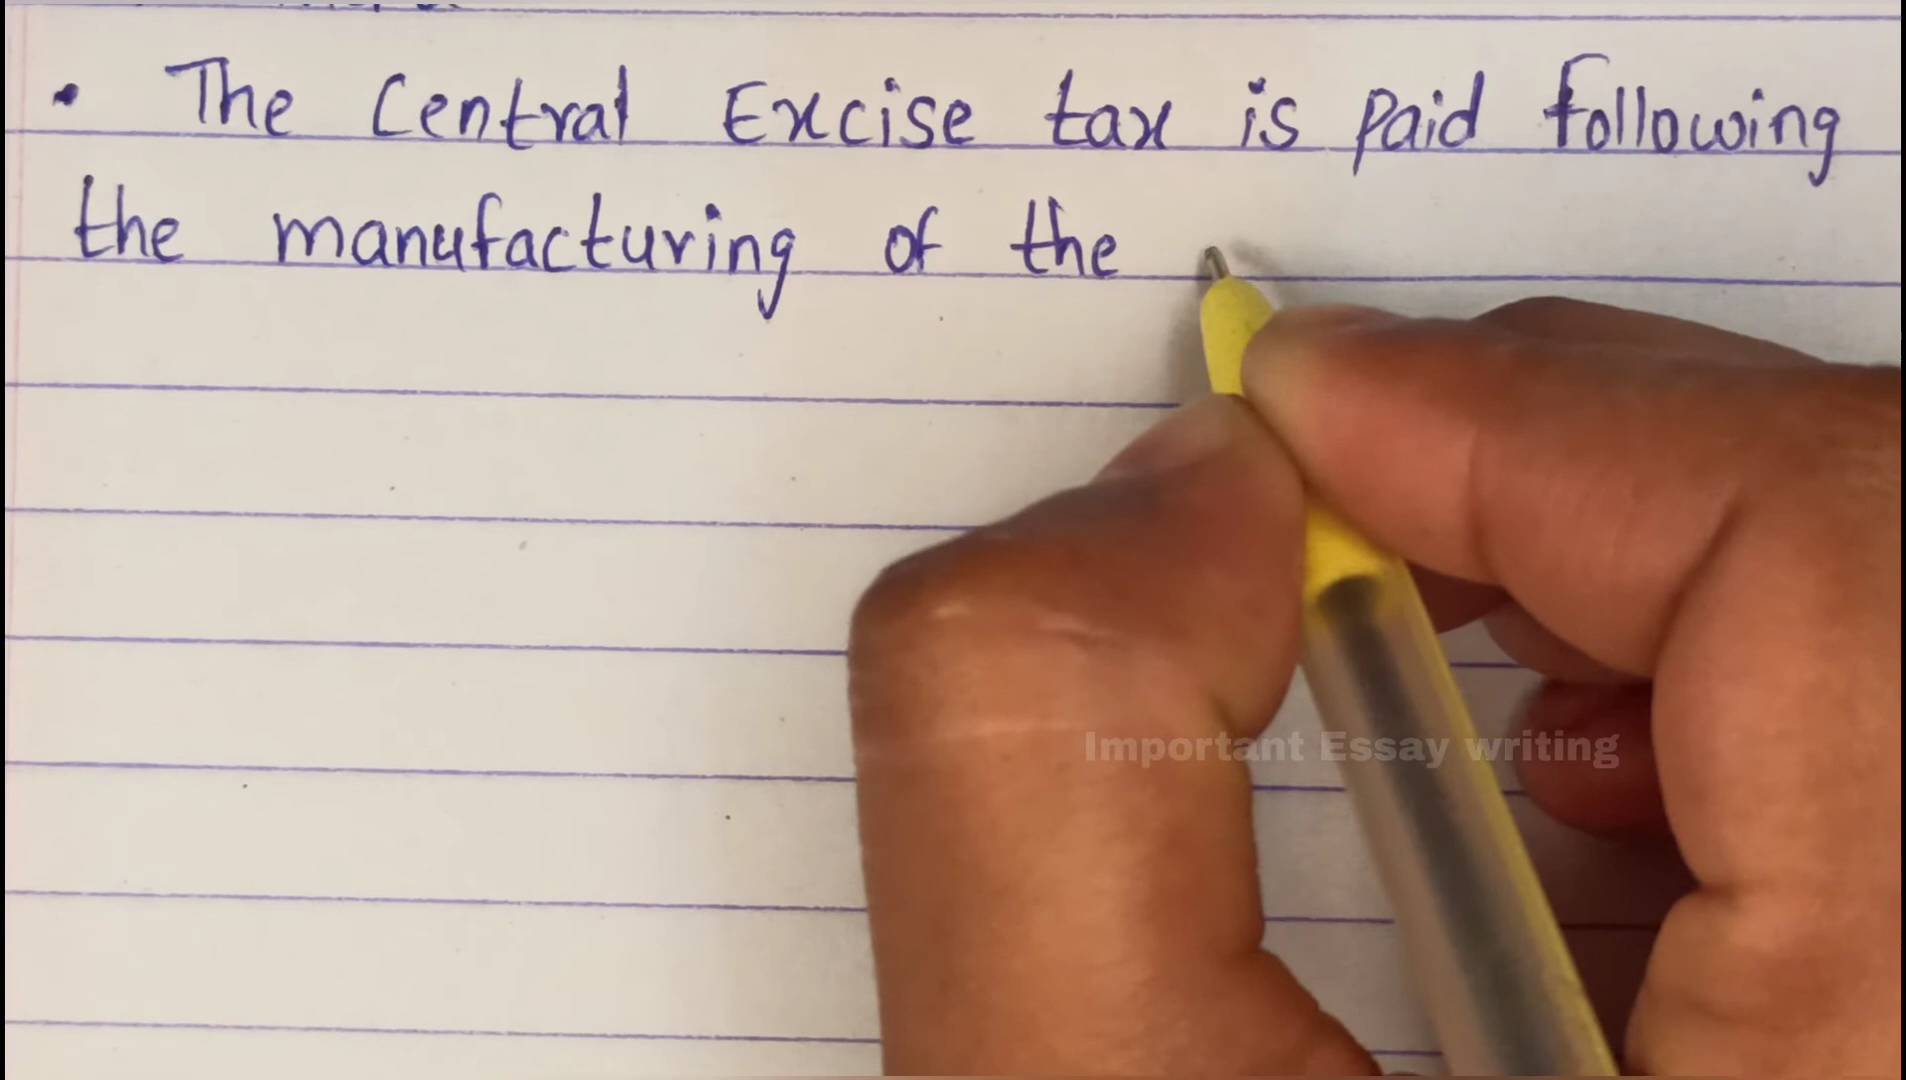 • The Central Excise tax is paid following
the manufacturing of the
Important Essay writing